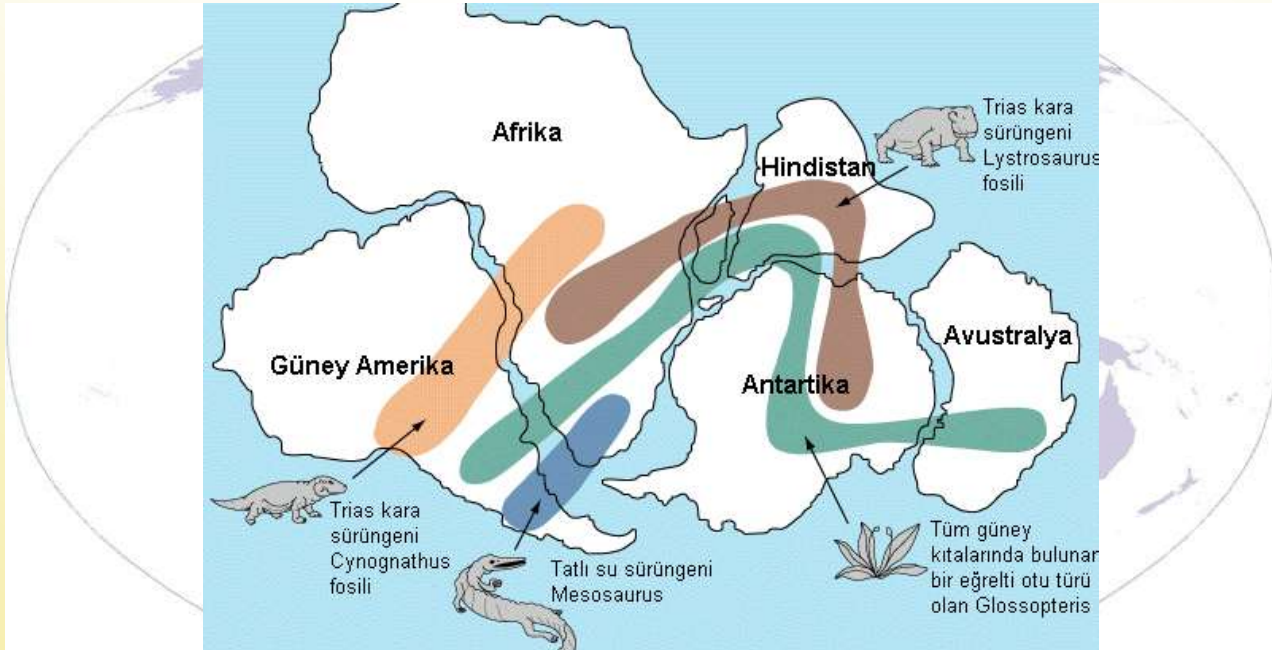 Afrika
Hindistan
Trias kara
sürüngeni
Lystrosaurus
fosili
Güney Amerika
Antartika
Avustralya
Trias kara
sürüngeni
Cynognathus
fosili
Tatlı su sürüngeni
Mesosaurus
Tüm güney
kıtalarında bulunan
bir eğrelti otu türü
olan Glossopteris